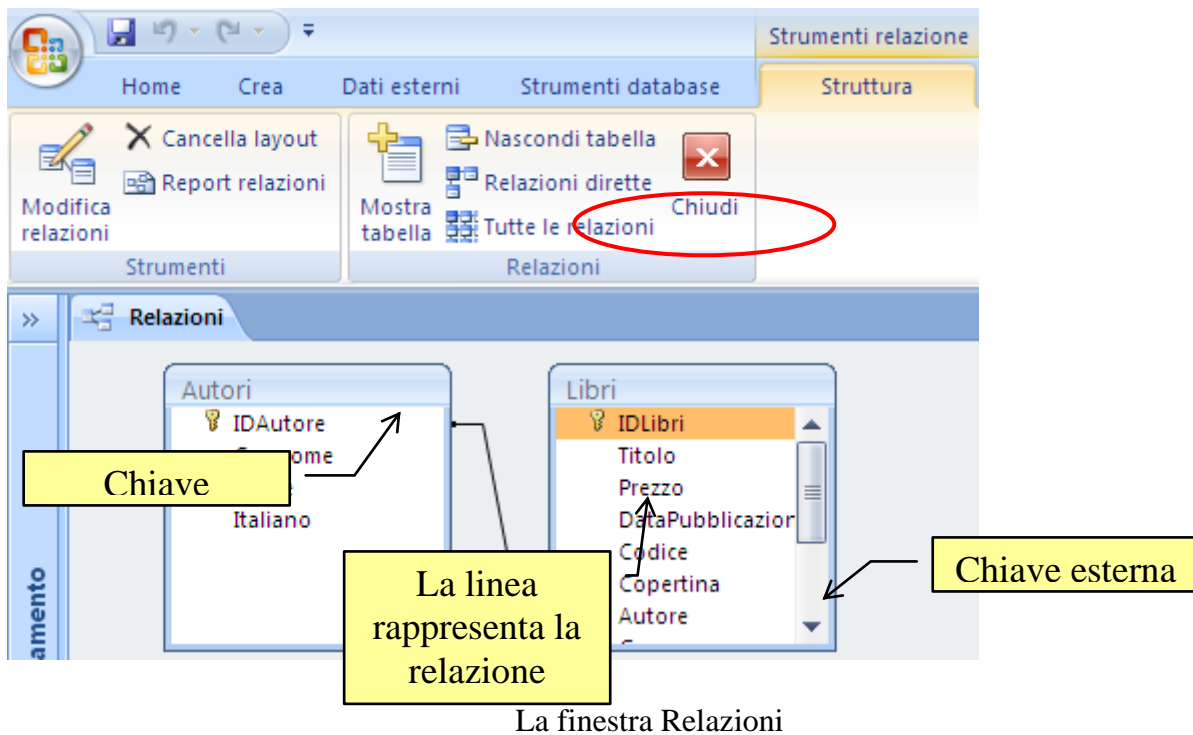 Strumenti relazione
Home Crea Dati esterni Strumenti database Struttura
Modifica relazioni
Cancella layout
Report relazioni
Strumenti
Mostra tabella
Nascondi tabella
Relazioni dirette
Tutte le relazioni
Chiudi
Relazioni
Relazioni
Autori
IDAutore
Italiano
Libri
IDLibri
Titolo
Prezzo
DataPubblicazion
Codice
Copertina
Autore
Chiave
La linea
rappresenta la
relazione
Chiave esterna
amento
La finestra Relazioni